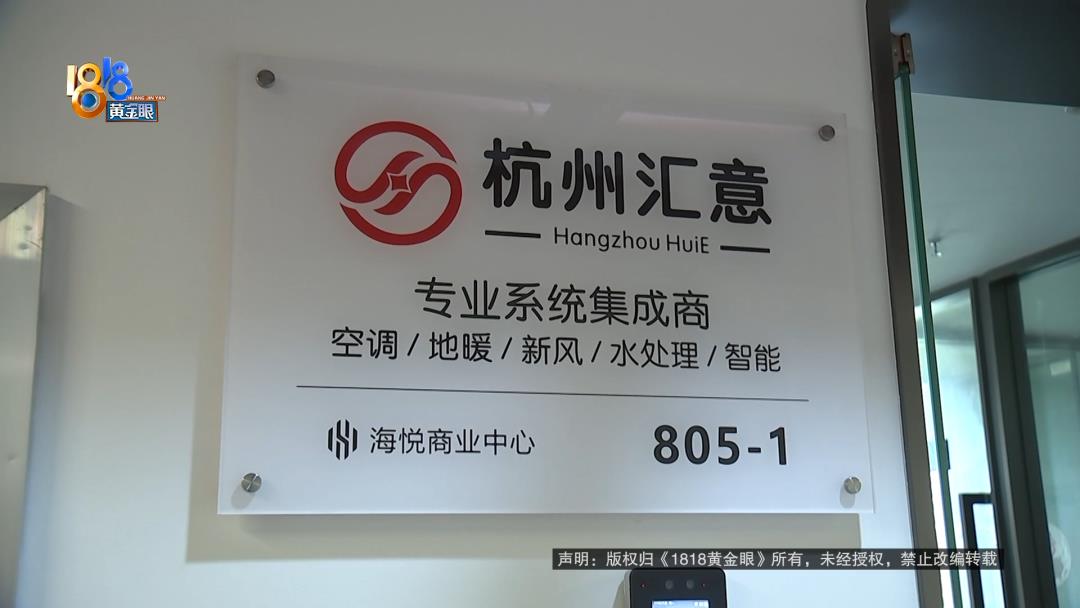 1818
HUANG JIN YAN
黄金眼
杭州汇意
Hangzhou HuiE
专业系统集成商
空调/地暖/新风/水处理/智能
海悦商业中心
805-1
声明：版权归《1818黄金眼》所有，未经授权，禁止改编转载